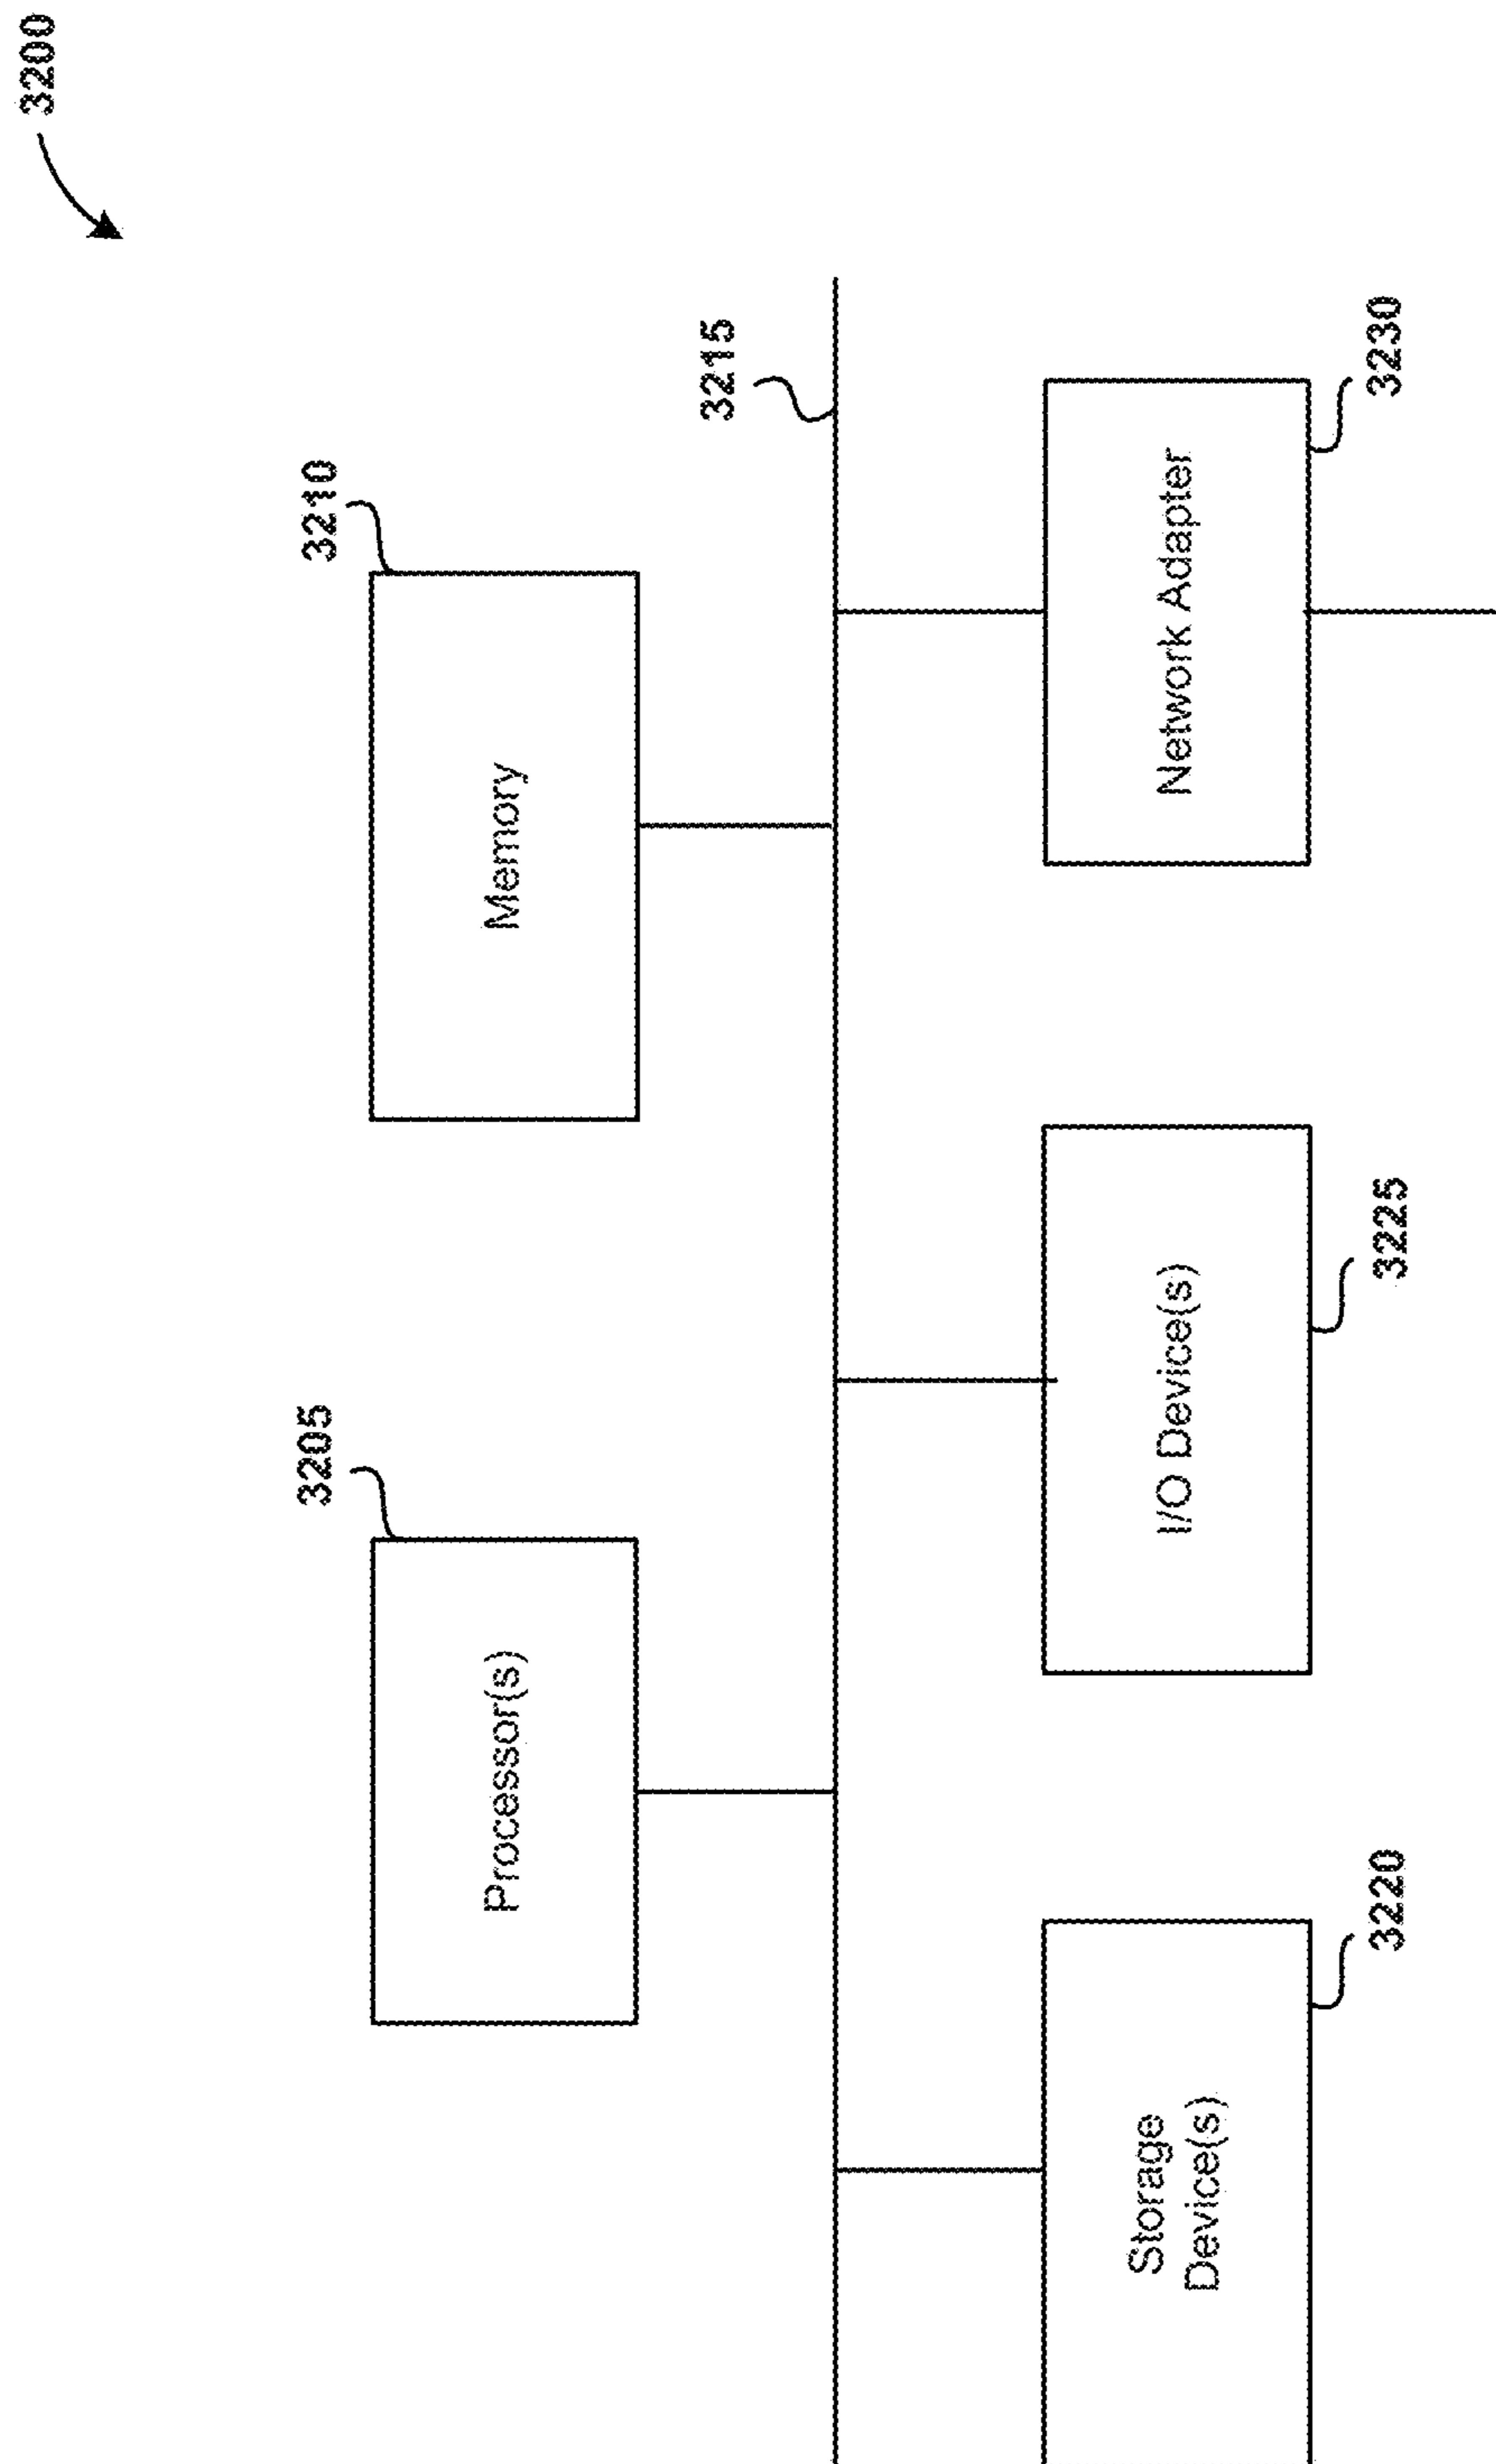 3200
3205
Processor(s)
3210
Memory
3215
Storage
Device(s)
3220
I/O Device(s)
3225
Network Adapter
3230